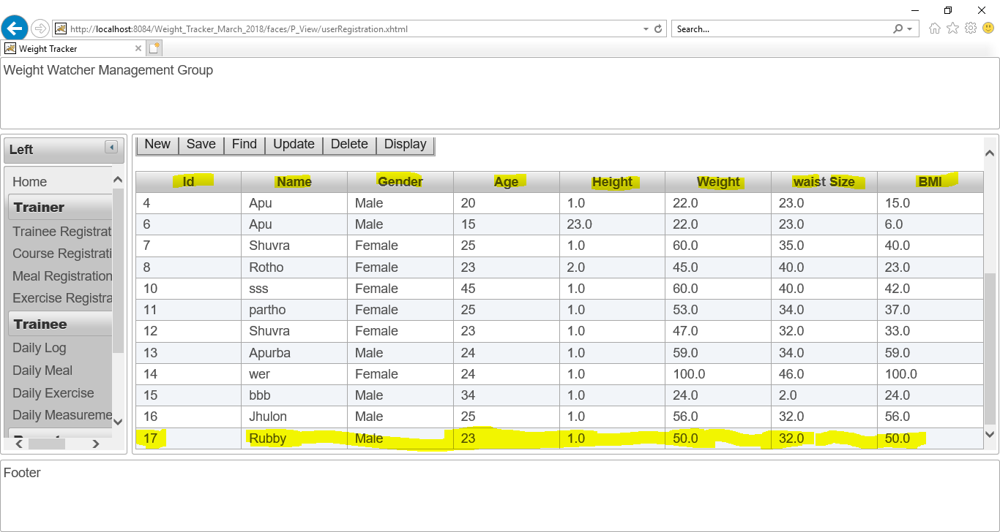 http://localhost:8084/Weight_Tracker_March_2018/faces/P_View/userRegistration.xhtml
Search...
Weight Tracker
Weight Watcher Management Group
Left
Home
Trainer
Trainee Registrat
Course Registrati
Meal Registration
Exercise Registra
Trainee
Daily Log
Daily Meal
Daily Exercise
Daily Measureme
New Save Find Update Delete Display
Id Name Gender Age Height Weight waist Size BMI
4 Apu Male 20 1.0 22.0 23.0 15.0
6 Apu Male 15 23.0 22.0 23.0 6.0
7 Shuvra Female 25 1.0 60.0 35.0 40.0
8 Rotho Female 23 2.0 45.0 40.0 23.0
10 sss Female 45 1.0 60.0 40.0 42.0
11 partho Female 25 1.0 53.0 34.0 37.0
12 Shuvra Female 23 1.0 47.0 32.0 33.0
13 Apurba Male 24 1.0 59.0 34.0 59.0
14 wer Female 24 1.0 100.0 46.0 100.0
15 bbb Male 34 1.0 24.0 2.0 24.0
16 Jhulon Male 25 1.0 56.0 32.0 56.0
17 Rubby Male 23 1.0 50.0 32.0 50.0
Footer